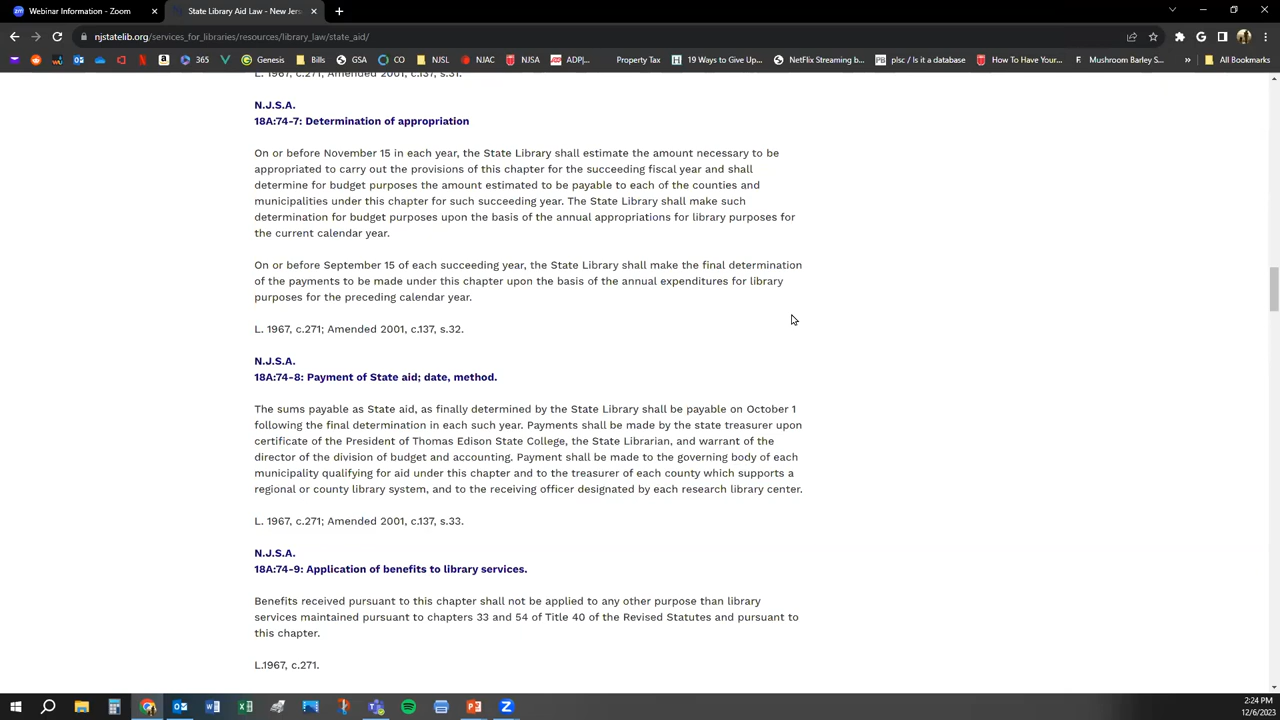 Webinar Information - Zoom
State Library Aid Law - New Jers
njstatelib.org/services_for_libraries/resources/library_law/state_aid/
365
Genesis
Bills
GSA
CO
NJSL
NJAC
NJSA
ADP|...
Property Tax
19 Ways to Give Up...
NetFlix Streaming b...
plsc / Is it a database
How To Have Your...
Mushroom Barley S...
»
All Bookmarks
L. 1967, c.271; Amended 2001, c.137, s.31.
N.J.S.A.
18A:74-7: Determination of appropriation
On or before November 15 in each year, the State Library shall estimate the amount necessary to be
appropriated to carry out the provisions of this chapter for the succeeding fiscal year and shall
determine for budget purposes the amount estimated to be payable to each of the counties and
municipalities under this chapter for such succeeding year. The State Library shall make such
determination for budget purposes upon the basis of the annual appropriations for library purposes for
the current calendar year.
On or before September 15 of each succeeding year, the State Library shall make the final determination
of the payments to be made under this chapter upon the basis of the annual expenditures for library
purposes for the preceding calendar year.
L. 1967, c.271; Amended 2001, c.137, s.32.
N.J.S.A.
18A:74-8: Payment of State aid; date, method.
The sums payable as State aid, as finally determined by the State Library shall be payable on October 1
following the final determination in each such year. Payments shall be made by the state treasurer upon
certificate of the President of Thomas Edison State College, the State Librarian, and warrant of the
director of the division of budget and accounting. Payment shall be made to the governing body of each
municipality qualifying for aid under this chapter and to the treasurer of each county which supports a
regional or county library system, and to the receiving officer designated by each research library center.
L. 1967, c.271; Amended 2001, c.137, s.33.
N.J.S.A.
18A:74-9: Application of benefits to library services.
Benefits received pursuant to this chapter shall not be applied to any other purpose than library
services maintained pursuant to chapters 33 and 54 of Title 40 of the Revised Statutes and pursuant to
this chapter.
L.1967, c.271.
2:24 PM
12/6/2023